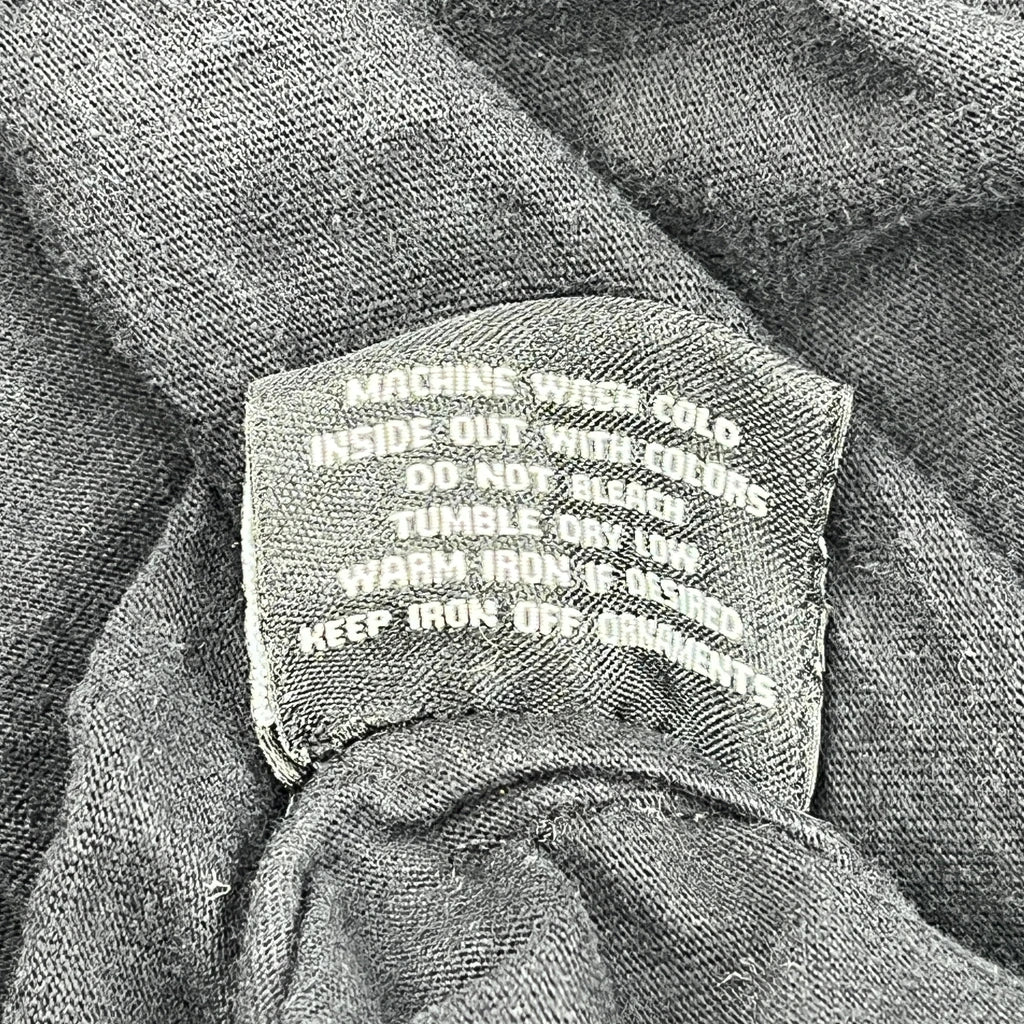 MACHINE WASH COLD
INSIDE OUT WITH COLORS
DO NOT BLEACH
TUMBLE DRY LOW
WARM IRON IF DESIRED
KEEP IRON OFF ORNAMENTS